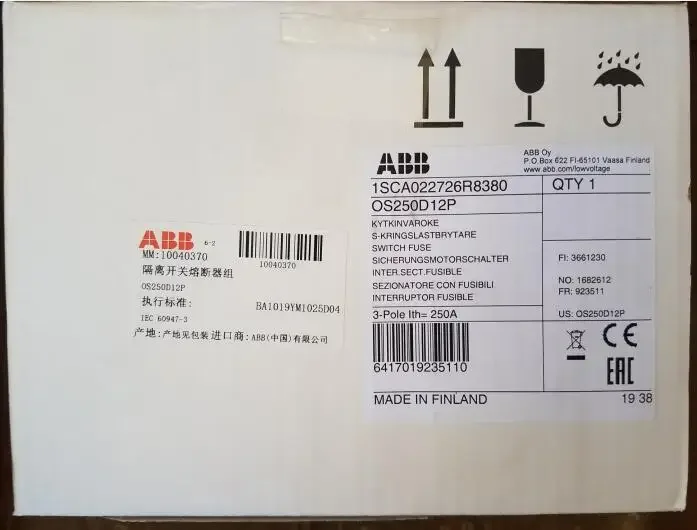 ABB
6-2
MM:10040370
10040370
隔离开关熔断器组
OS250D12P
执行标准:
BA1019YM1025D04
IEC 60947-3
产地:产地见包装 进口商:ABB(中国)有限公司
ABB
ABB Oy
P.O.Box 622 FI-65101 Vaasa Finland
www.abb.com/lowvoltage
1SCA022726R8380
QTY 1
OS250D12P
KYTKINVAROKE
S-KRINGSLASTBRYTARE
SWITCH FUSE
SICHERUNGSMOTORSCHALTER
INTER.SECT.FUSIBLE
SEZIONATORE CON FUSIBILI
INTERRUPTOR FUSIBLE
FI: 3661230
NO: 1682612
FR: 923511
3-Pole Ith= 250A
US: OS250D12P
6417019235110
CE
EAC
MADE IN FINLAND
19 38